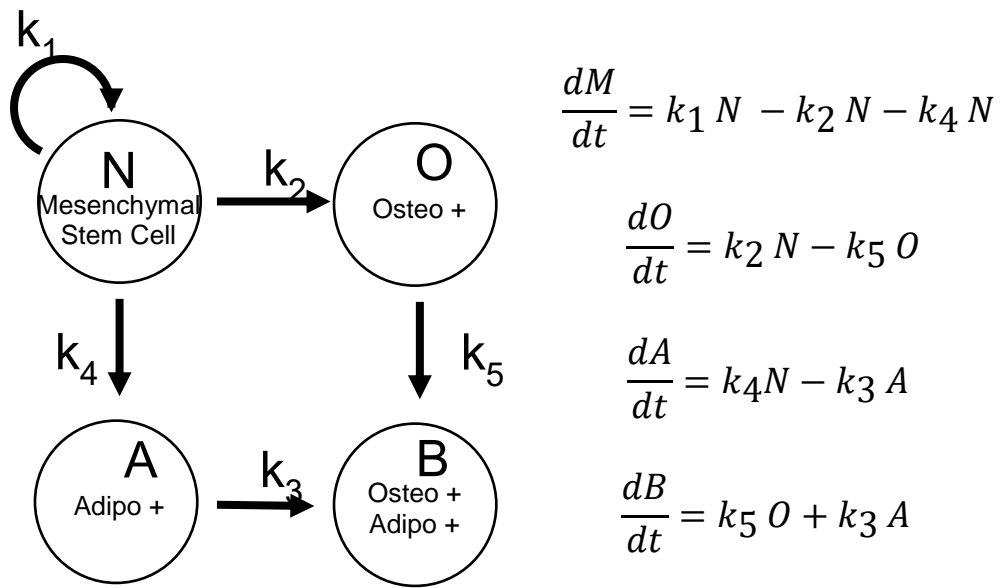 k₁
N
Mesenchymal
Stem Cell
k₂
O
Osteo +
k₄
k₅
A
Adipo +
k₃
B
Osteo +
Adipo +
dM/dt = k₁ N − k₂ N − k₄ N
dO/dt = k₂ N − k₅ O
dA/dt = k₄N − k₃ A
dB/dt = k₅ O + k₃ A